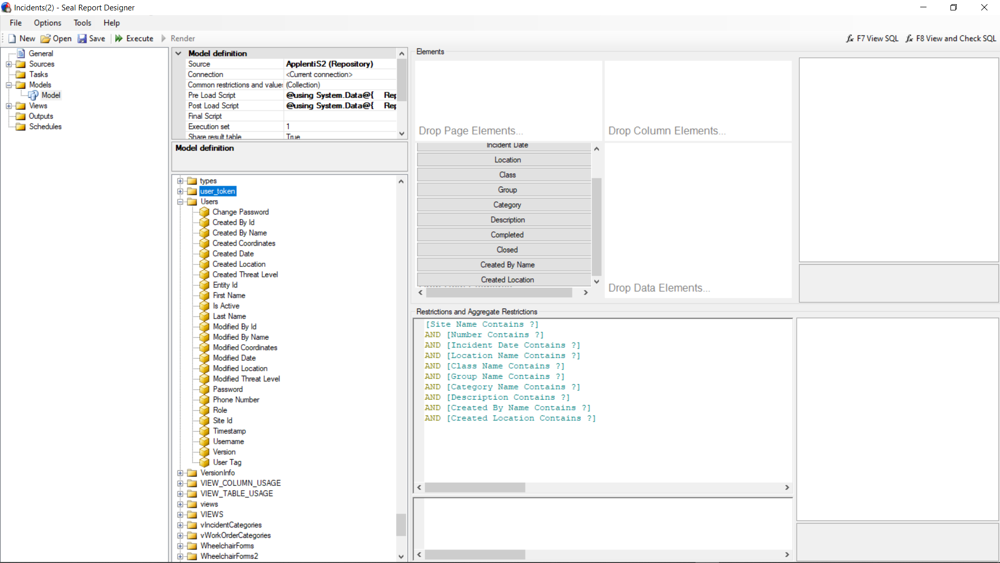 Incidents(2) - Seal Report Designer
File Options Tools Help
New Open Save Execute Render
F7 View SQL F8 View and Check SQL
General
Sources
Tasks
Models
Model
Views
Outputs
Schedules
Model definition
Source ApplentiS2 (Repository)
Connection <Current connection>
Common restrictions and value (Collection)
Pre Load Script @using System.Data@{ Rep
Post Load Script @using System.Data@{ Rep
Final Script
Execution set 1
Share result table True
Model definition
types
user_token
Users
Change Password
Created By Id
Created By Name
Created Coordinates
Created Date
Created Location
Created Threat Level
Entity Id
First Name
Is Active
Last Name
Modified By Id
Modified By Name
Modified Coordinates
Modified Date
Modified Location
Modified Threat Level
Password
Phone Number
Role
Site Id
Timestamp
Username
Version
User Tag
VersionInfo
VIEW_COLUMN_USAGE
VIEW_TABLE_USAGE
views
VIEWS
vIncidentCategories
vWorkOrderCategories
WheelchairForms
WheelchairForms2
Elements
Drop Page Elements...
Drop Column Elements...
Incident Date
Location
Class
Group
Category
Description
Completed
Closed
Created By Name
Created Location
Drop Data Elements...
Restrictions and Aggregate Restrictions
[Site Name Contains ?]
AND [Number Contains ?]
AND [Incident Date Contains ?]
AND [Location Name Contains ?]
AND [Class Name Contains ?]
AND [Group Name Contains ?]
AND [Category Name Contains ?]
AND [Description Contains ?]
AND [Created By Name Contains ?]
AND [Created Location Contains ?]